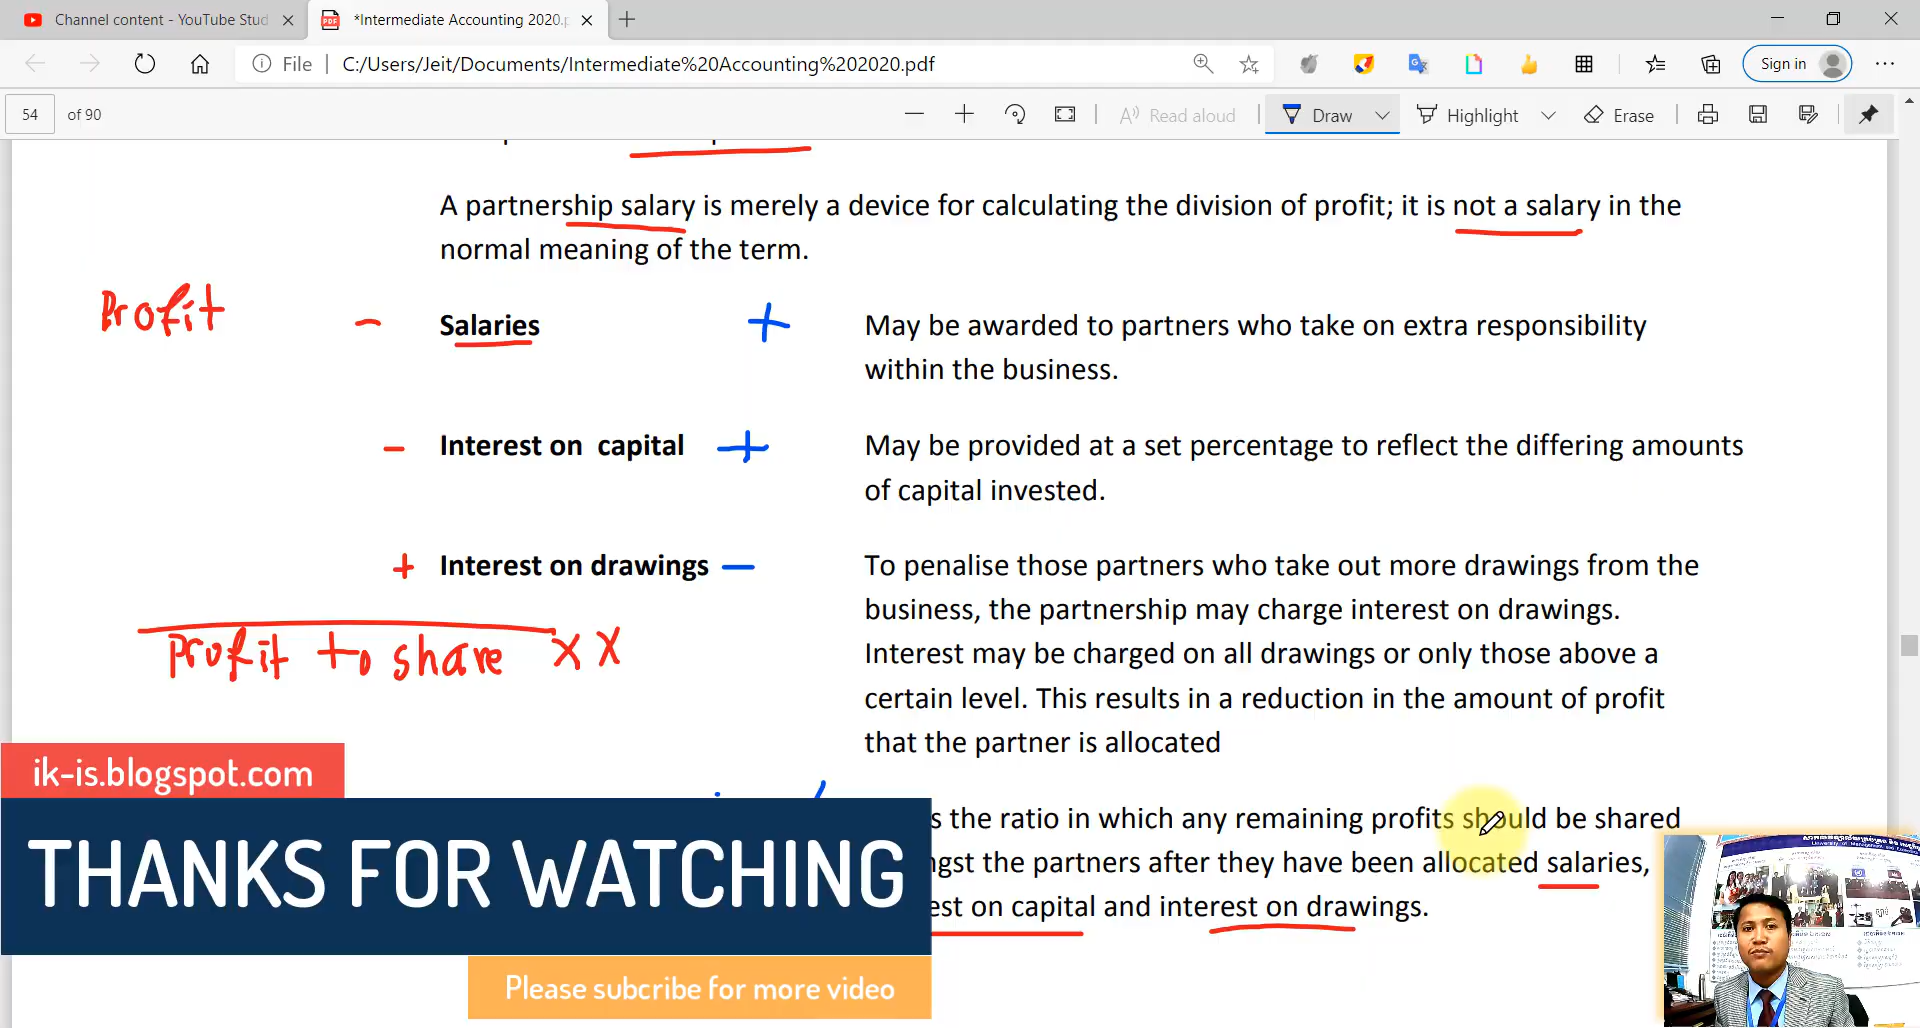 Channel content - YouTube Stud
*Intermediate Accounting 2020.p
File
C:/Users/Jeit/Documents/Intermediate%20Accounting%202020.pdf
Sign in
54 of 90
Read aloud
Draw
Highlight
Erase
A partnership salary is merely a device for calculating the division of profit; it is not a salary in the
normal meaning of the term.
Profit - Salaries + May be awarded to partners who take on extra responsibility
within the business.
- Interest on capital + May be provided at a set percentage to reflect the differing amounts
of capital invested.
+ Interest on drawings - To penalise those partners who take out more drawings from the
business, the partnership may charge interest on drawings.
Profit to share XX
Interest may be charged on all drawings or only those above a
certain level. This results in a reduction in the amount of profit
that the partner is allocated
s the ratio in which any remaining profits should be shared
ngst the partners after they have been allocated salaries,
est on capital and interest on drawings.
ik-is.blogspot.com
THANKS FOR WATCHING
Please subcribe for more video